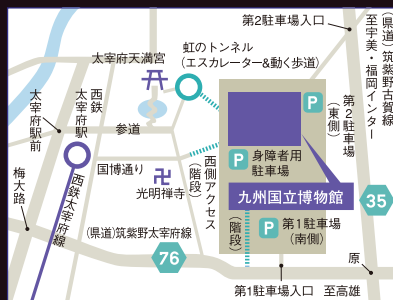 第2駐車場入口
(県道)筑紫野古賀線
至宇美・福岡インター
虹のトンネル
(エスカレーター&動く歩道)
太宰府天満宮
太宰府駅前
西鉄
太宰府駅
参道
P
第2駐車場
(東側)
国博通り
光明禅寺
西側アクセス
(階段)
P
身障者用
駐車場
梅大路
西鉄太宰府線
九州国立博物館
35
(県道)筑紫野太宰府線
76
(階段)
P
第1駐車場
(南側)
原
第1駐車場入口
至高雄